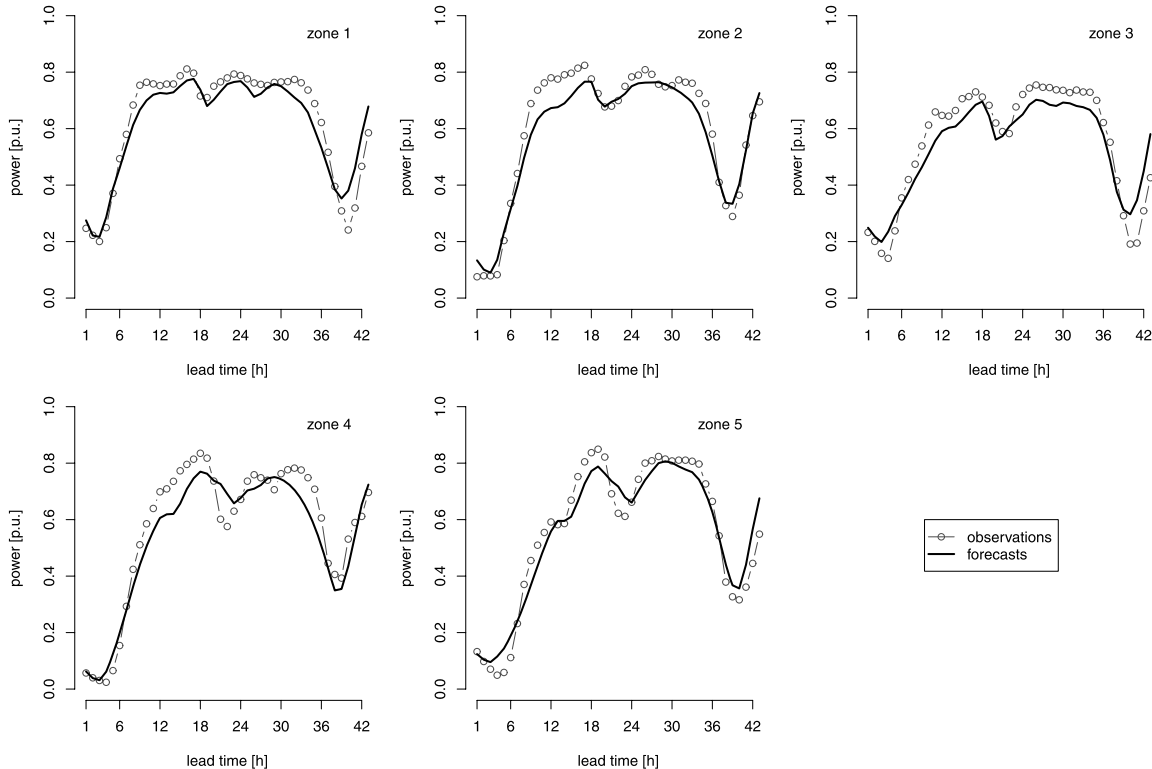 zone 1
power [p.u.]
0.0 0.2 0.4 0.6 0.8 1.0
1 6 12 18 24 30 36 42
lead time [h]
zone 2
power [p.u.]
0.0 0.2 0.4 0.6 0.8 1.0
1 6 12 18 24 30 36 42
lead time [h]
zone 3
power [p.u.]
0.0 0.2 0.4 0.6 0.8 1.0
1 6 12 18 24 30 36 42
lead time [h]
zone 4
power [p.u.]
0.0 0.2 0.4 0.6 0.8 1.0
1 6 12 18 24 30 36 42
lead time [h]
zone 5
power [p.u.]
0.0 0.2 0.4 0.6 0.8 1.0
1 6 12 18 24 30 36 42
lead time [h]
observations
forecasts